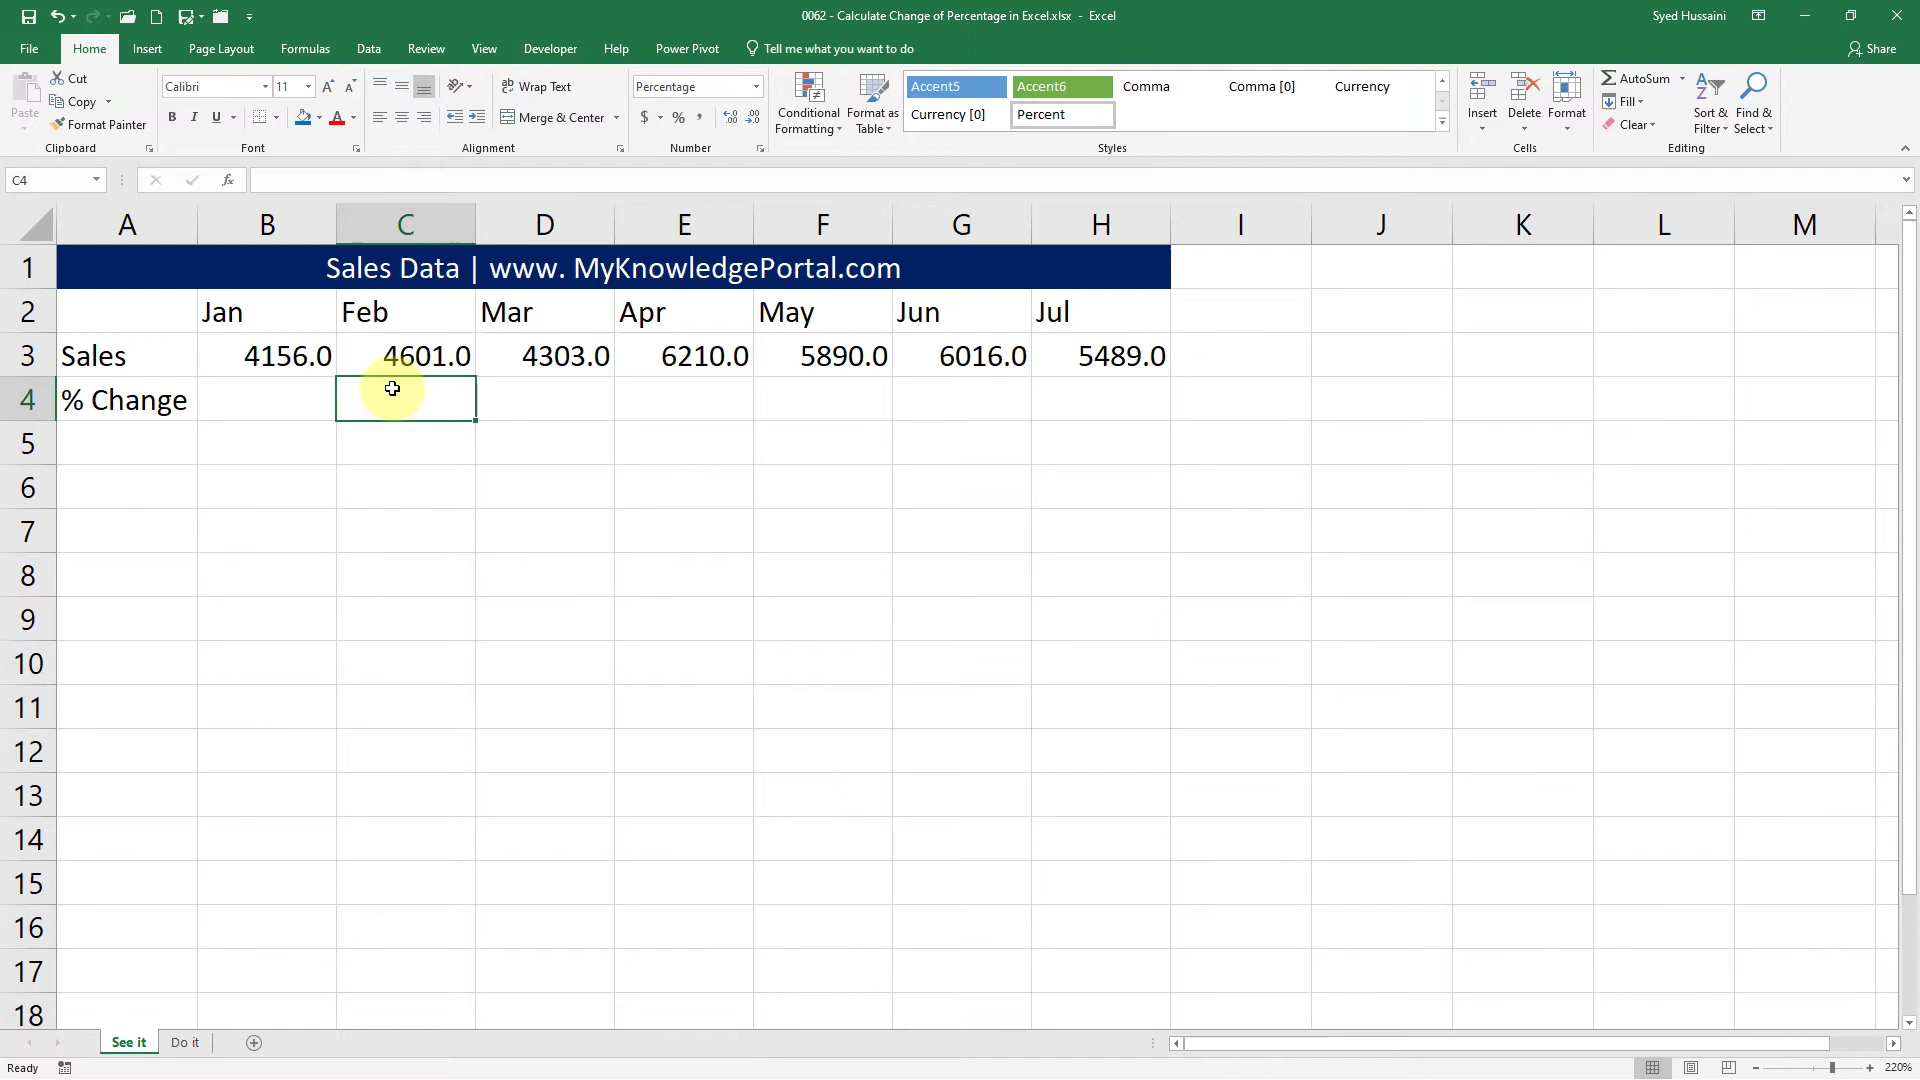 0062 - Calculate Change of Percentage in Excel.xlsx - Excel
Syed Hussaini
File Home Insert Page Layout Formulas Data Review View Developer Help Power Pivot Tell me what you want to do Share
Paste
Cut
Copy
Format Painter
Clipboard
Calibri 11
B I U
Font
Wrap Text
Merge & Center
Alignment
Percentage
$ % ,
Number
Conditional Formatting
Format as Table
Accent5 Accent6 Comma Comma [0] Currency
Currency [0] Percent
Styles
Insert Delete Format
Cells
AutoSum
Fill
Clear
Sort & Filter
Find & Select
Editing
C4 fx
A B C D E F G H I J K L M
1 Sales Data | www. MyKnowledgePortal.com
2 Jan Feb Mar Apr May Jun Jul
3 Sales 4156.0 4601.0 4303.0 6210.0 5890.0 6016.0 5489.0
4 % Change
5
6
7
8
9
10
11
12
13
14
15
16
17
18
See it Do it
Ready 220%